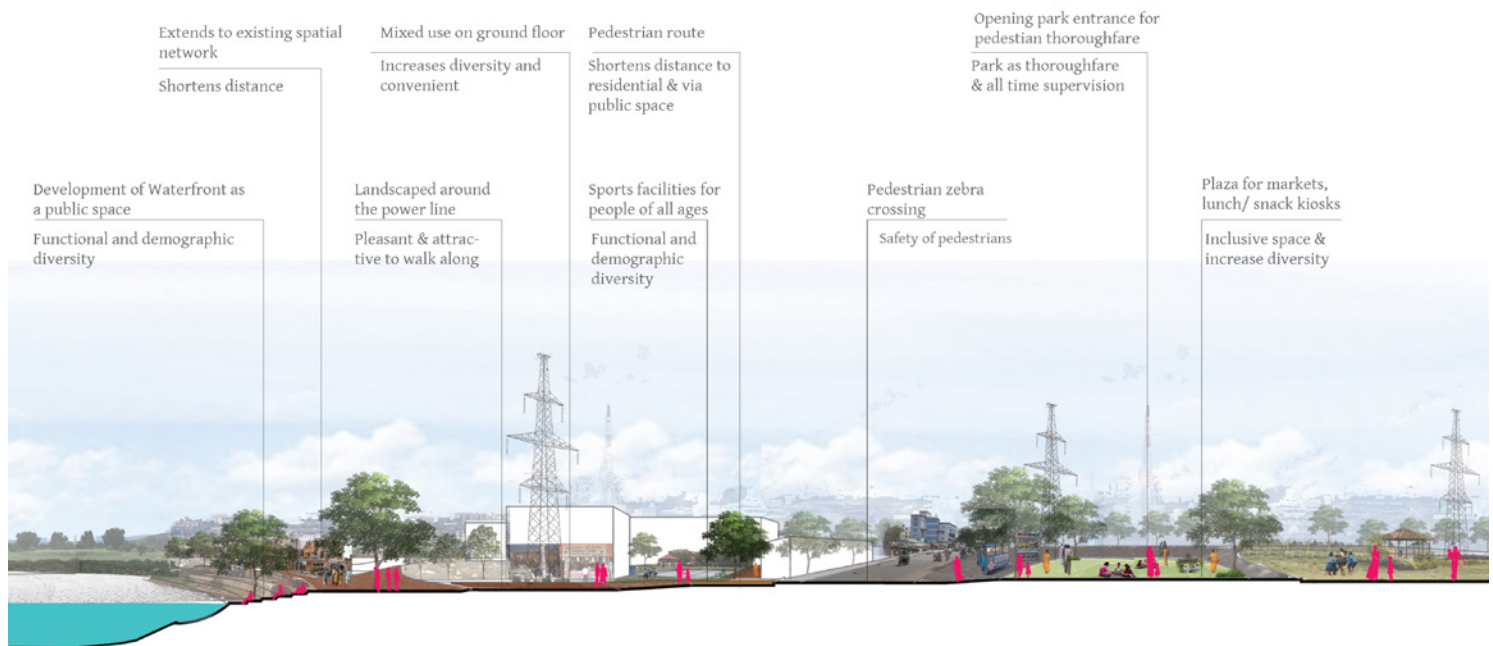 Extends to existing spatial
network
Shortens distance
Mixed use on ground floor
Increases diversity and
convenient
Pedestrian route
Shortens distance to
residential & via
public space
Opening park entrance for
pedestian thoroughfare
Park as thoroughfare
& all time supervision
Development of Waterfront as
a public space
Functional and demographic
diversity
Landscaped around
the power line
Pleasant & attrac-
tive to walk along
Sports facilities for
people of all ages
Functional and
demographic
diversity
Pedestrian zebra
crossing
Safety of pedestrians
Plaza for markets,
lunch/ snack kiosks
Inclusive space &
increase diversity